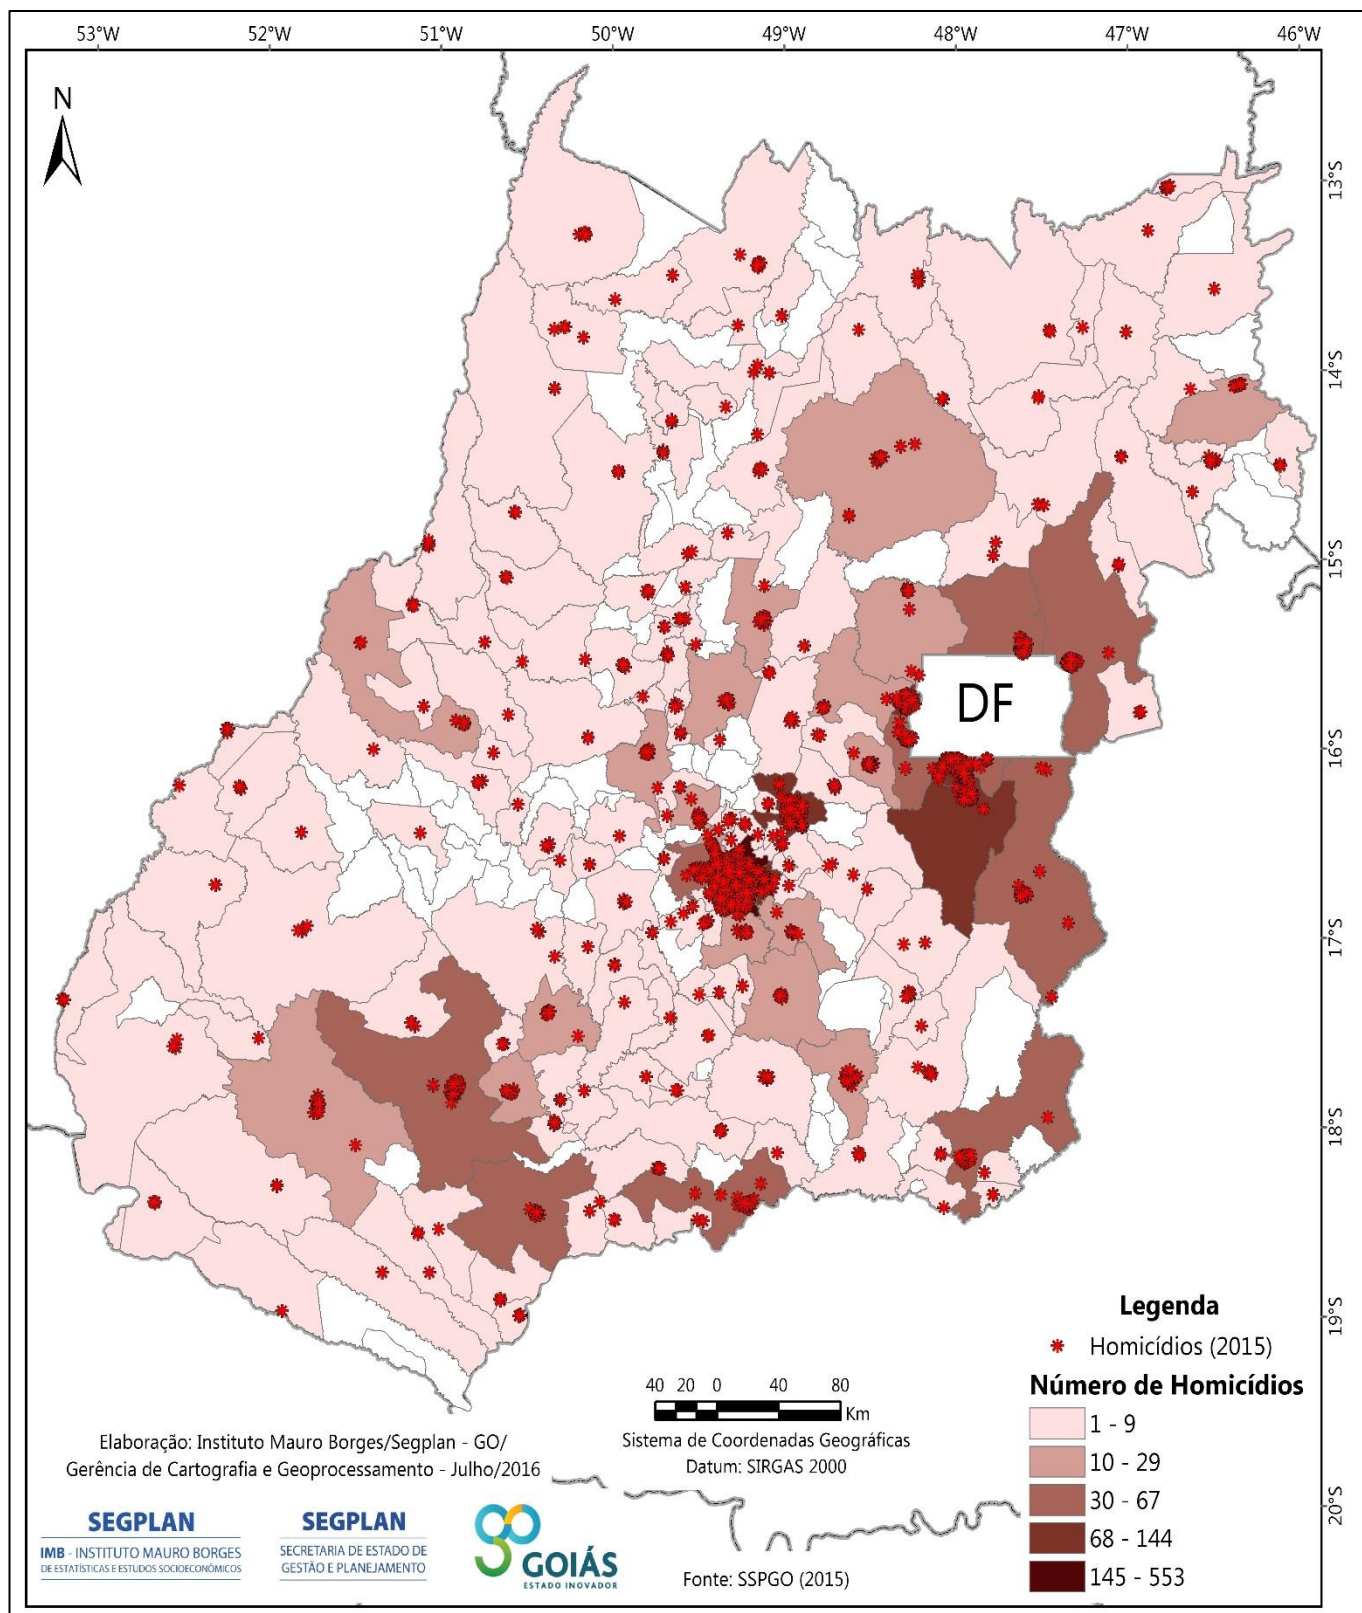 53°W 52°W 51°W 50°W 49°W 48°W 47°W 46°W
N
13°S
14°S
15°S
DF
16°S
17°S
18°S
19°S
20°S
Legenda
Homicídios (2015)
Número de Homicídios
1 - 9
10 - 29
30 - 67
68 - 144
145 - 553
40 20 0 40 80
Km
Sistema de Coordenadas Geográficas
Datum: SIRGAS 2000
Elaboração: Instituto Mauro Borges/Segplan - GO/
Gerência de Cartografia e Geoprocessamento - Julho/2016
SEGPLAN
IMB - INSTITUTO MAURO BORGES
DE ESTATÍSTICAS E ESTUDOS SOCIOECONÔMICOS
SEGPLAN
SECRETARIA DE ESTADO DE
GESTÃO E PLANEJAMENTO
GOIÁS
ESTADO INOVADOR
Fonte: SSPGO (2015)